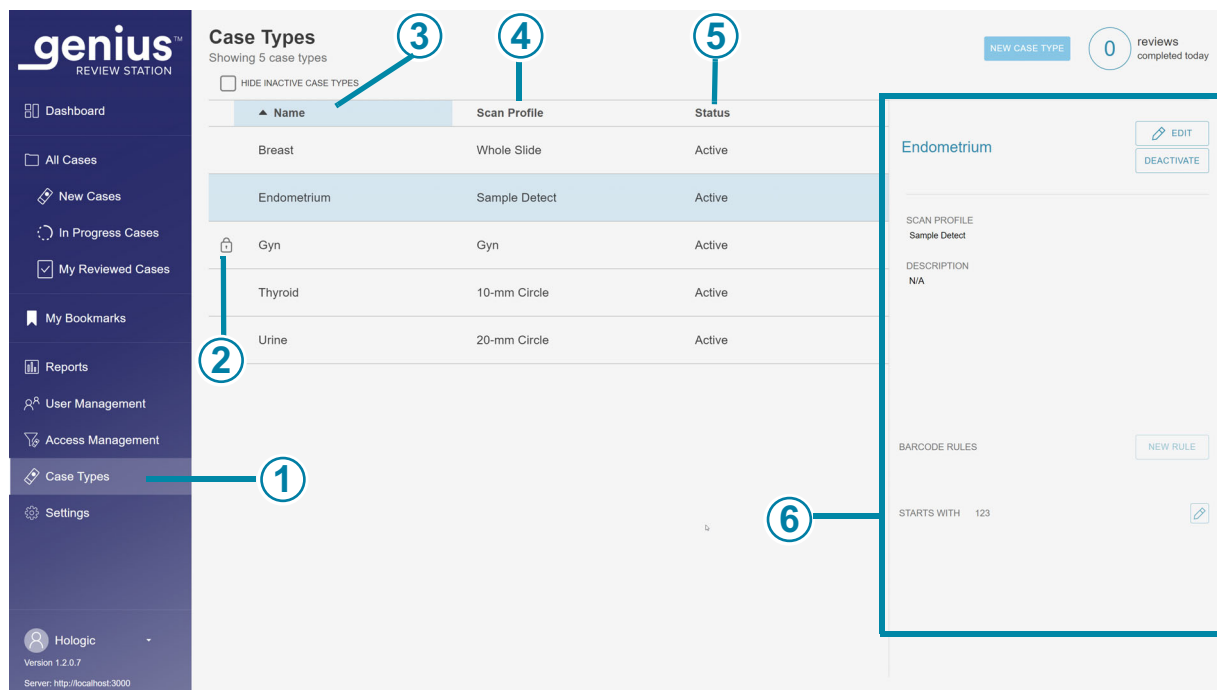 genius™
REVIEW STATION
Dashboard
All Cases
New Cases
In Progress Cases
My Reviewed Cases
My Bookmarks
Reports
User Management
Access Management
Case Types
Settings
Hologic
Version 1.2.0.7
Server: http://localhost:3000
Case Types
Showing 5 case types
HIDE INACTIVE CASE TYPES
3
4
5
NEW CASE TYPE
0
reviews
completed today
Name Scan Profile Status
Breast Whole Slide Active
Endometrium Sample Detect Active
Gyn Gyn Active
Thyroid 10-mm Circle Active
Urine 20-mm Circle Active
2
1
6
Endometrium
EDIT
DEACTIVATE
SCAN PROFILE
Sample Detect
DESCRIPTION
N/A
BARCODE RULES NEW RULE
STARTS WITH 123